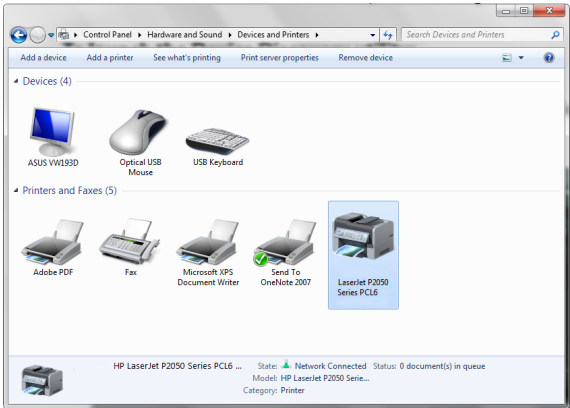 Control Panel Hardware and Sound Devices and Printers Search Devices and Printers
Add a device Add a printer See what's printing Print server properties Remove device
Devices (4)
ASUS VW193D
Optical USB
Mouse
USB Keyboard
Printers and Faxes (5)
Adobe PDF
Fax
Microsoft XPS
Document Writer
Send To
OneNote 2007
LaserJet P2050
Series PCL6
HP LaserJet P2050 Series PCL6 ... State: Network Connected Status: 0 document(s) in queue
Model: HP LaserJet P2050 Serie...
Category: Printer